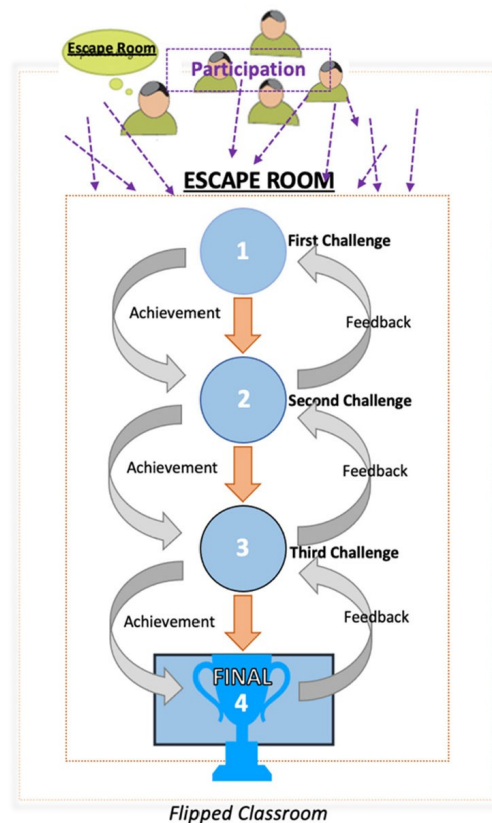 Escape Room
Participation
ESCAPE ROOM
1
First Challenge
Achievement
Feedback
2
Second Challenge
Achievement
Feedback
3
Third Challenge
Achievement
Feedback
FINAL
4
Flipped Classroom